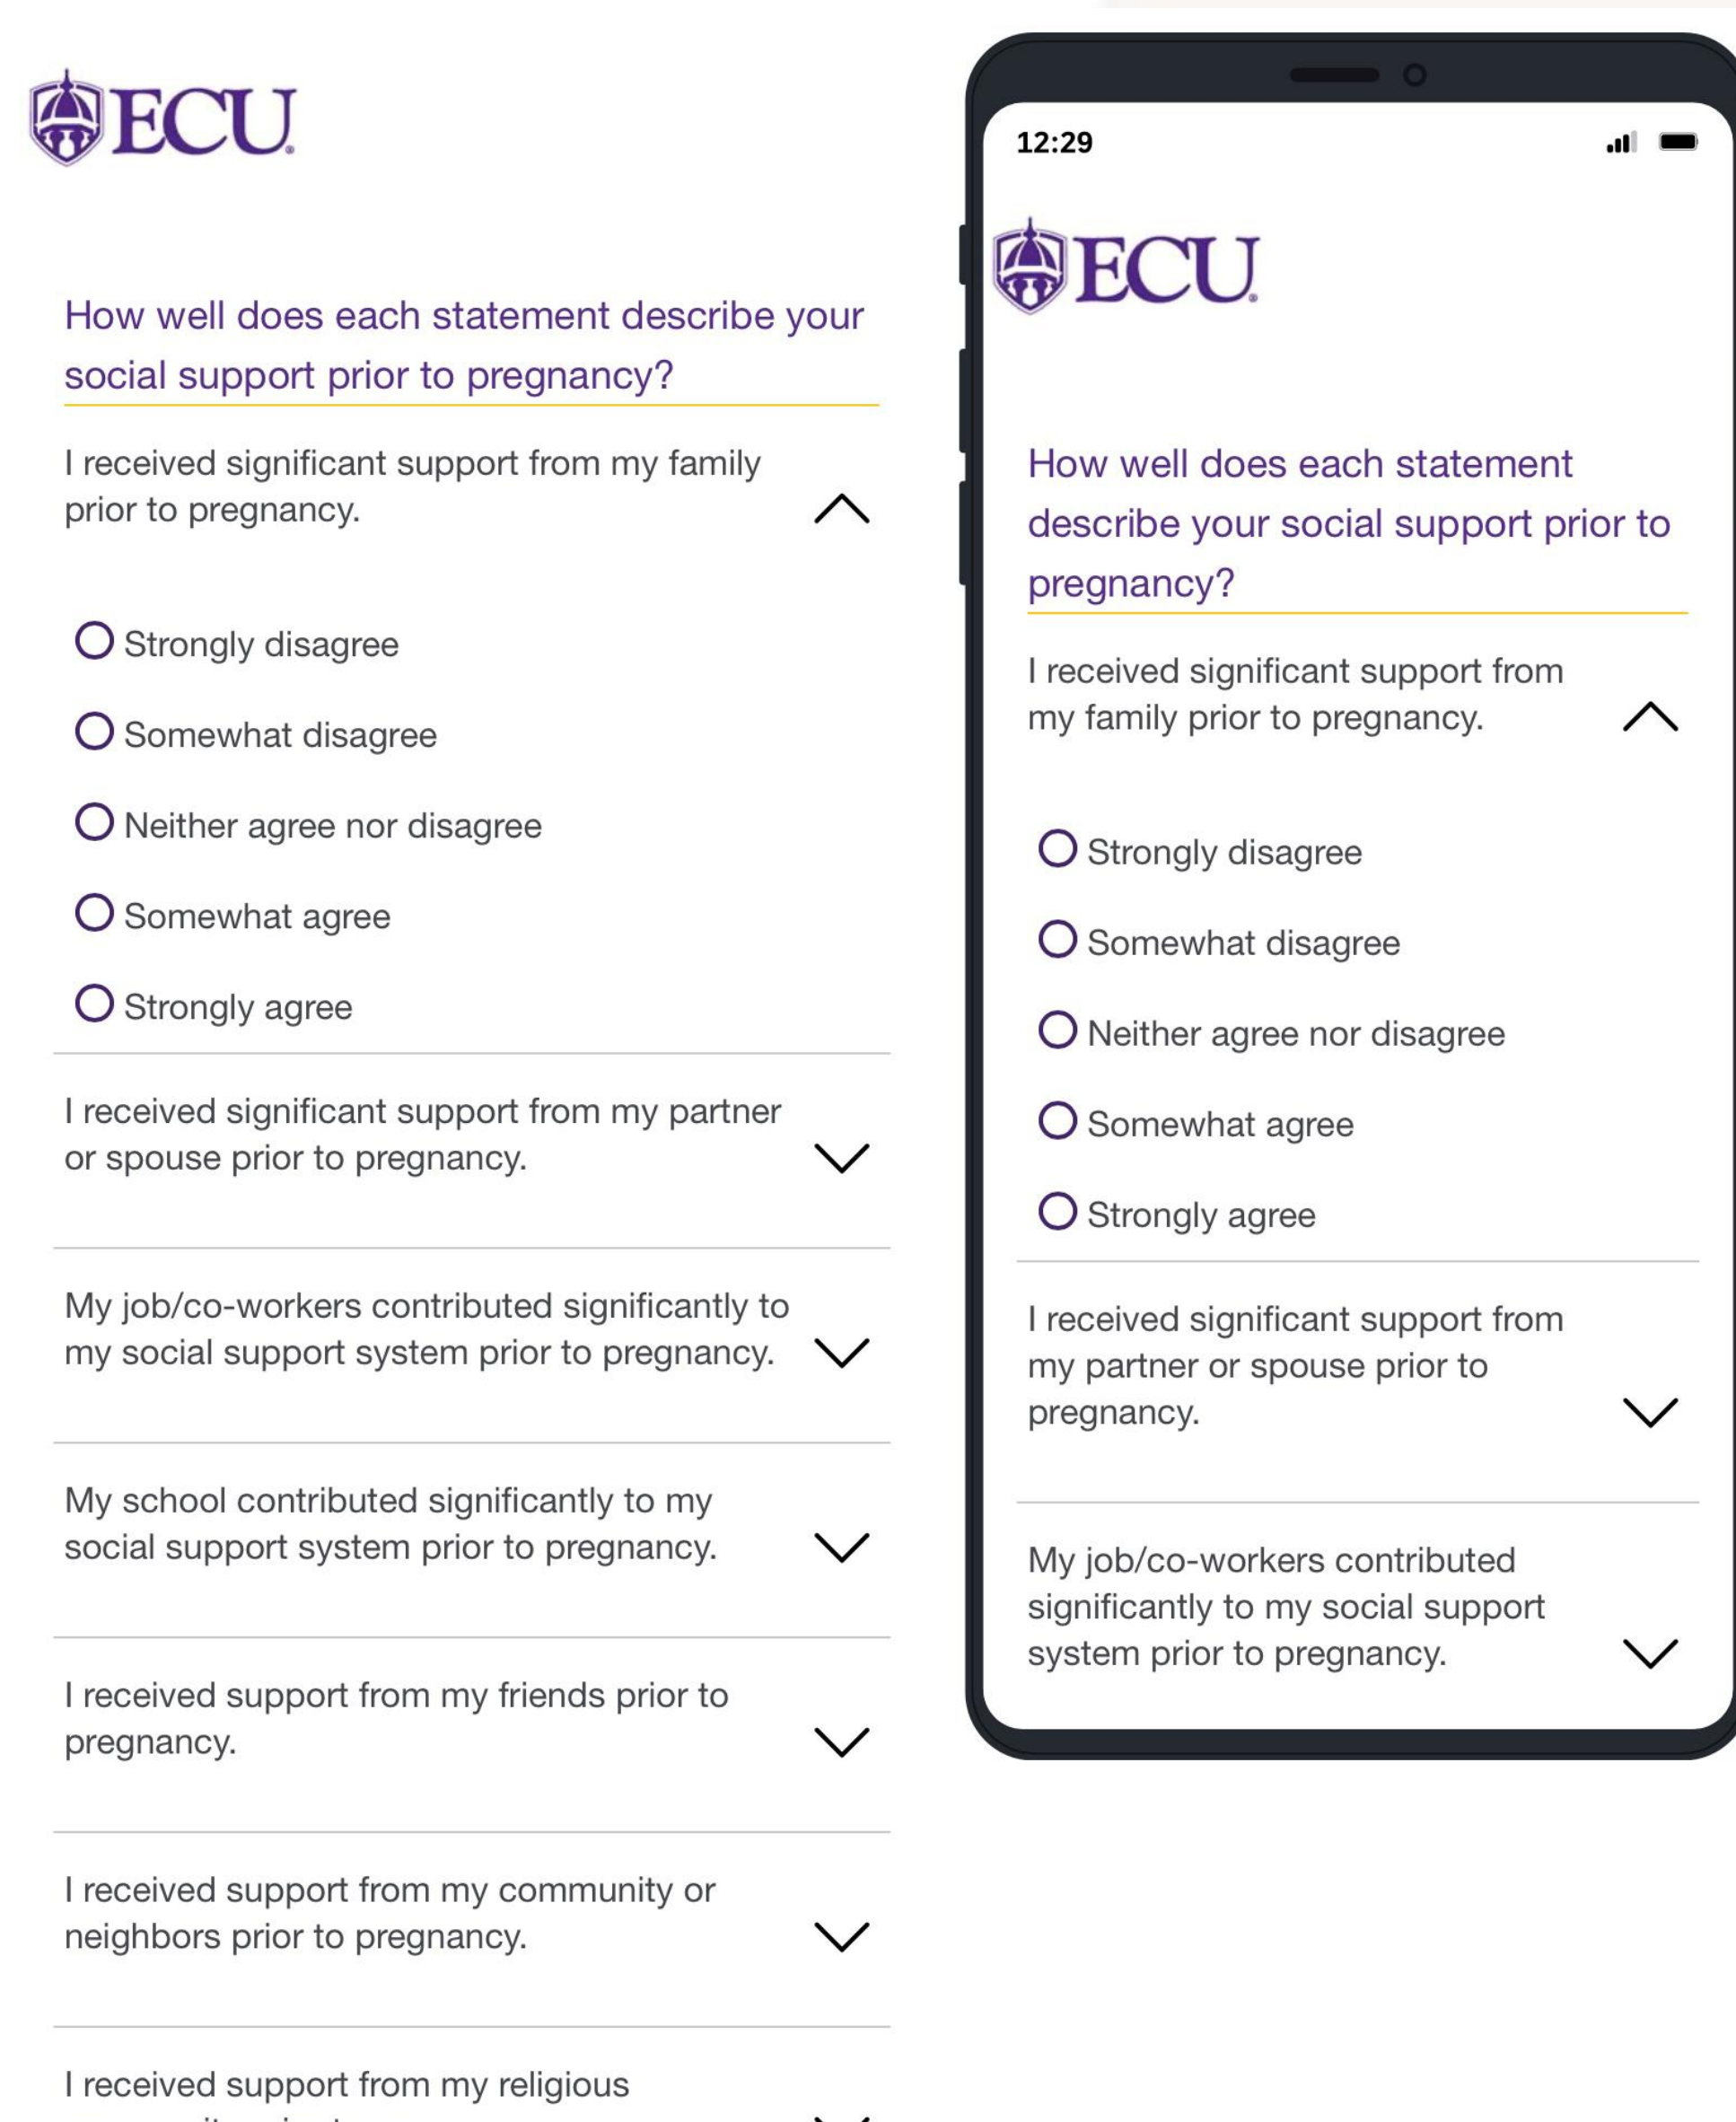 ECU
How well does each statement describe your
social support prior to pregnancy?
I received significant support from my family
prior to pregnancy.
Strongly disagree
Somewhat disagree
Neither agree nor disagree
Somewhat agree
Strongly agree
I received significant support from my partner
or spouse prior to pregnancy.
My job/co-workers contributed significantly to
my social support system prior to pregnancy.
My school contributed significantly to my
social support system prior to pregnancy.
I received support from my friends prior to
pregnancy.
I received support from my community or
neighbors prior to pregnancy.
I received support from my religious
12:29
ECU
How well does each statement
describe your social support prior to
pregnancy?
I received significant support from
my family prior to pregnancy.
Strongly disagree
Somewhat disagree
Neither agree nor disagree
Somewhat agree
Strongly agree
I received significant support from
my partner or spouse prior to
pregnancy.
My job/co-workers contributed
significantly to my social support
system prior to pregnancy.